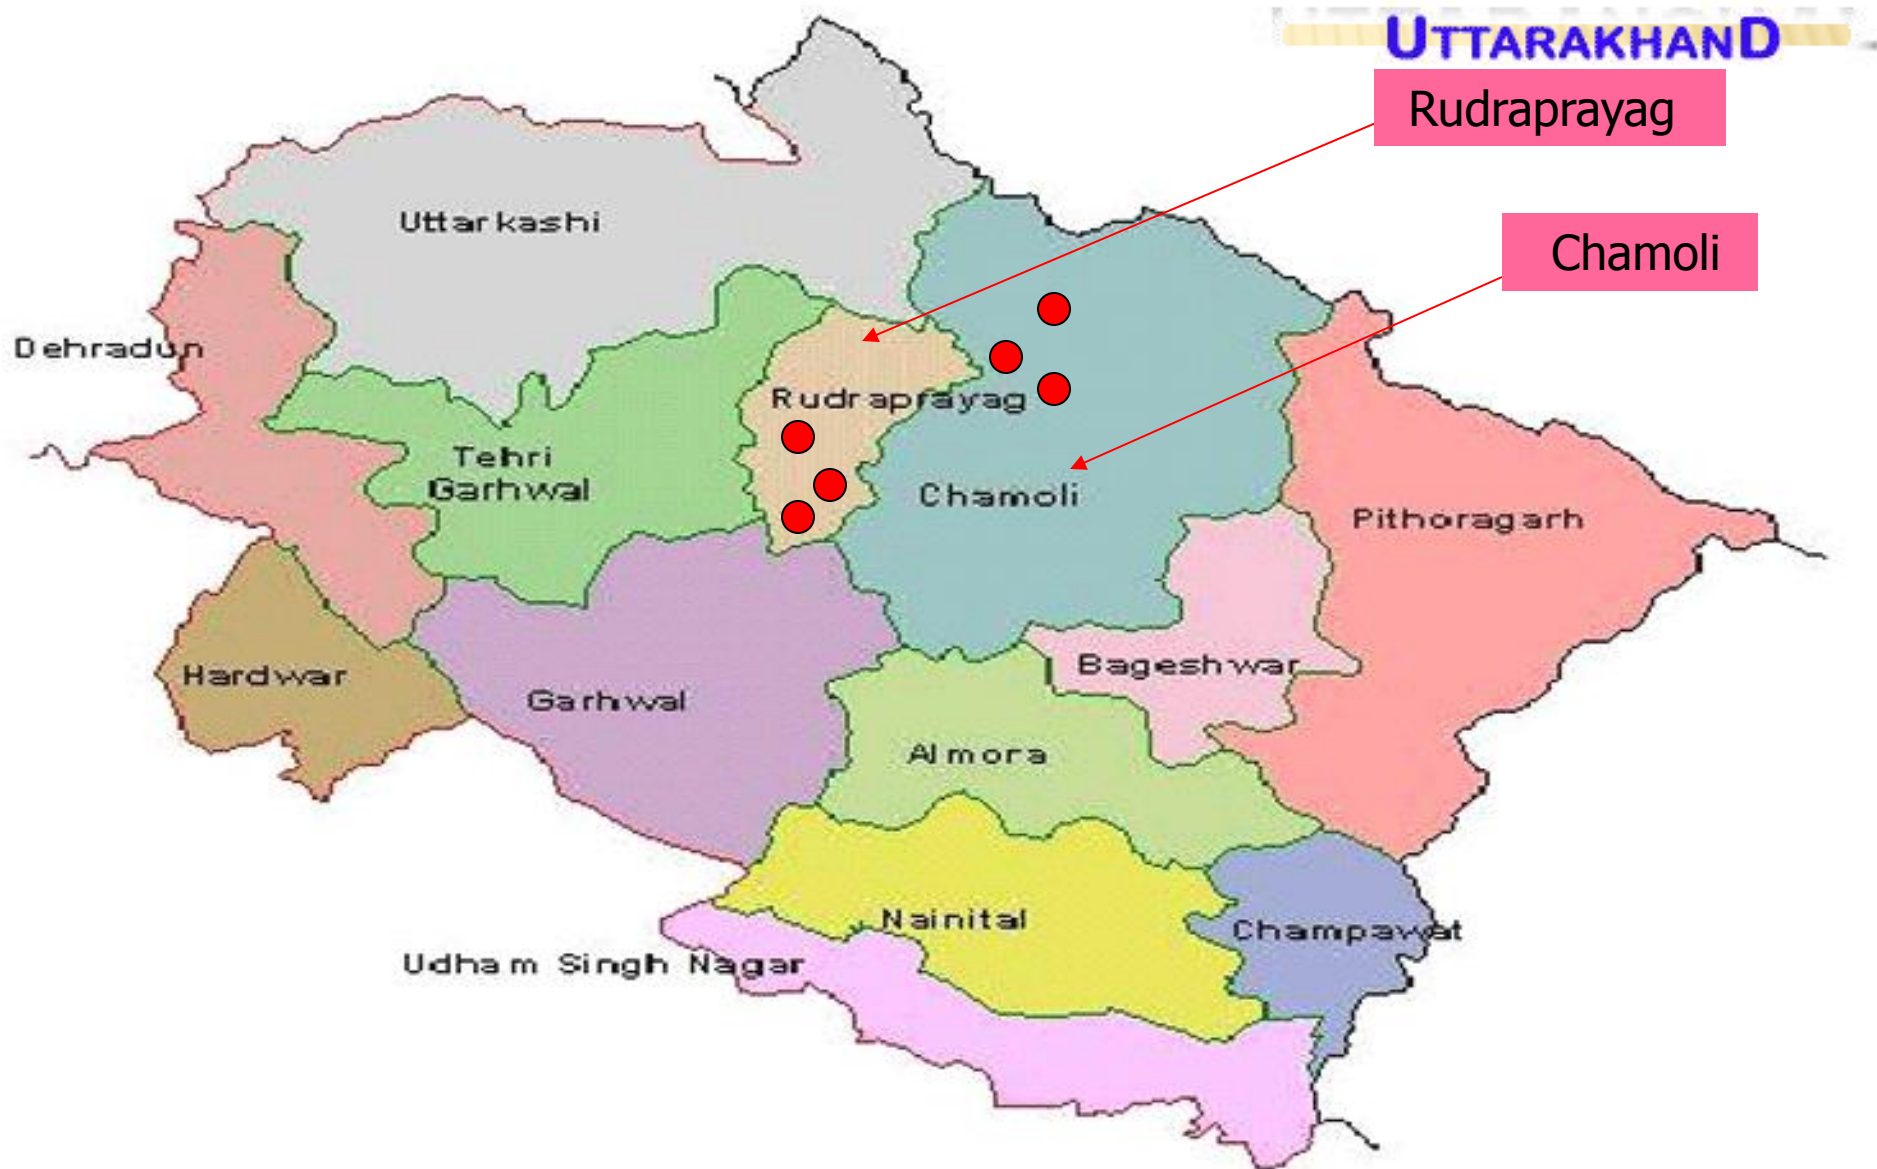 UTTARAKHAND
Rudraprayag
Chamoli
Uttarkashi
Dehradun
Rudraprayag
Tehri
Garhwal
Chamoli
Pithoragarh
Hardwar
Garhwal
Bageshwar
Almora
Nainital
Champawat
Udham Singh Nagar